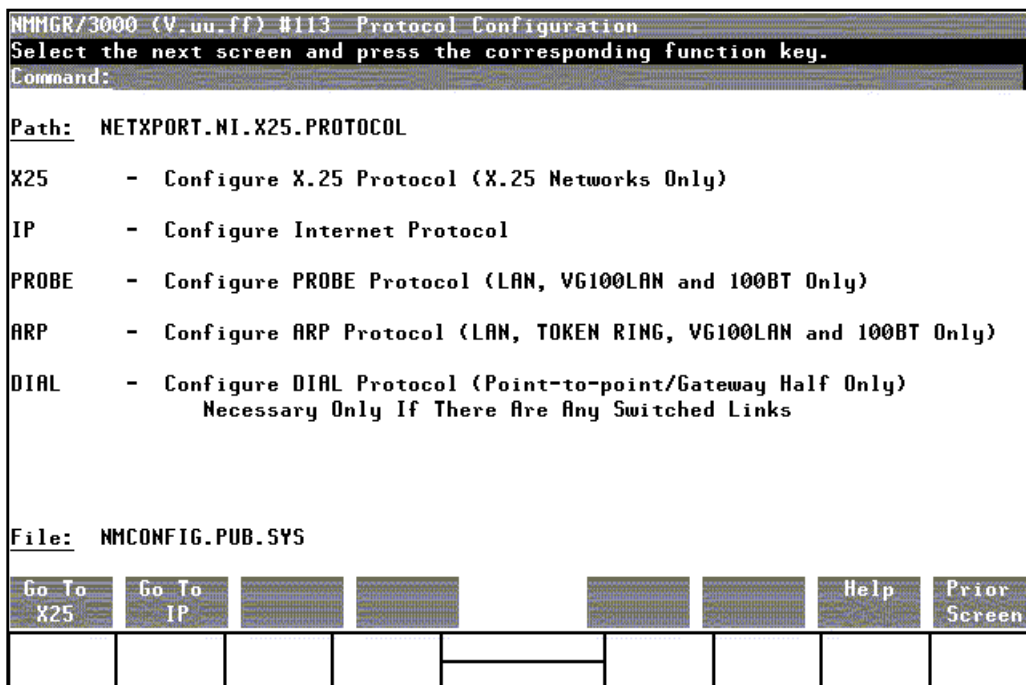 NMMGR/3000 (V.uu.ff) #113  Protocol Configuration
Select the next screen and press the corresponding function key.
Command:
Path:  NETXPORT.NI.X25.PROTOCOL
X25      -  Configure X.25 Protocol (X.25 Networks Only)
IP       -  Configure Internet Protocol
PROBE    -  Configure PROBE Protocol (LAN, VG100LAN and 100BT Only)
ARP      -  Configure ARP Protocol (LAN, TOKEN RING, VG100LAN and 100BT Only)
DIAL     -  Configure DIAL Protocol (Point-to-point/Gateway Half Only)
Necessary Only If There Are Any Switched Links
File:  NMCONFIG.PUB.SYS
Go To  Go To  Help  Prior
X25  IP  Screen